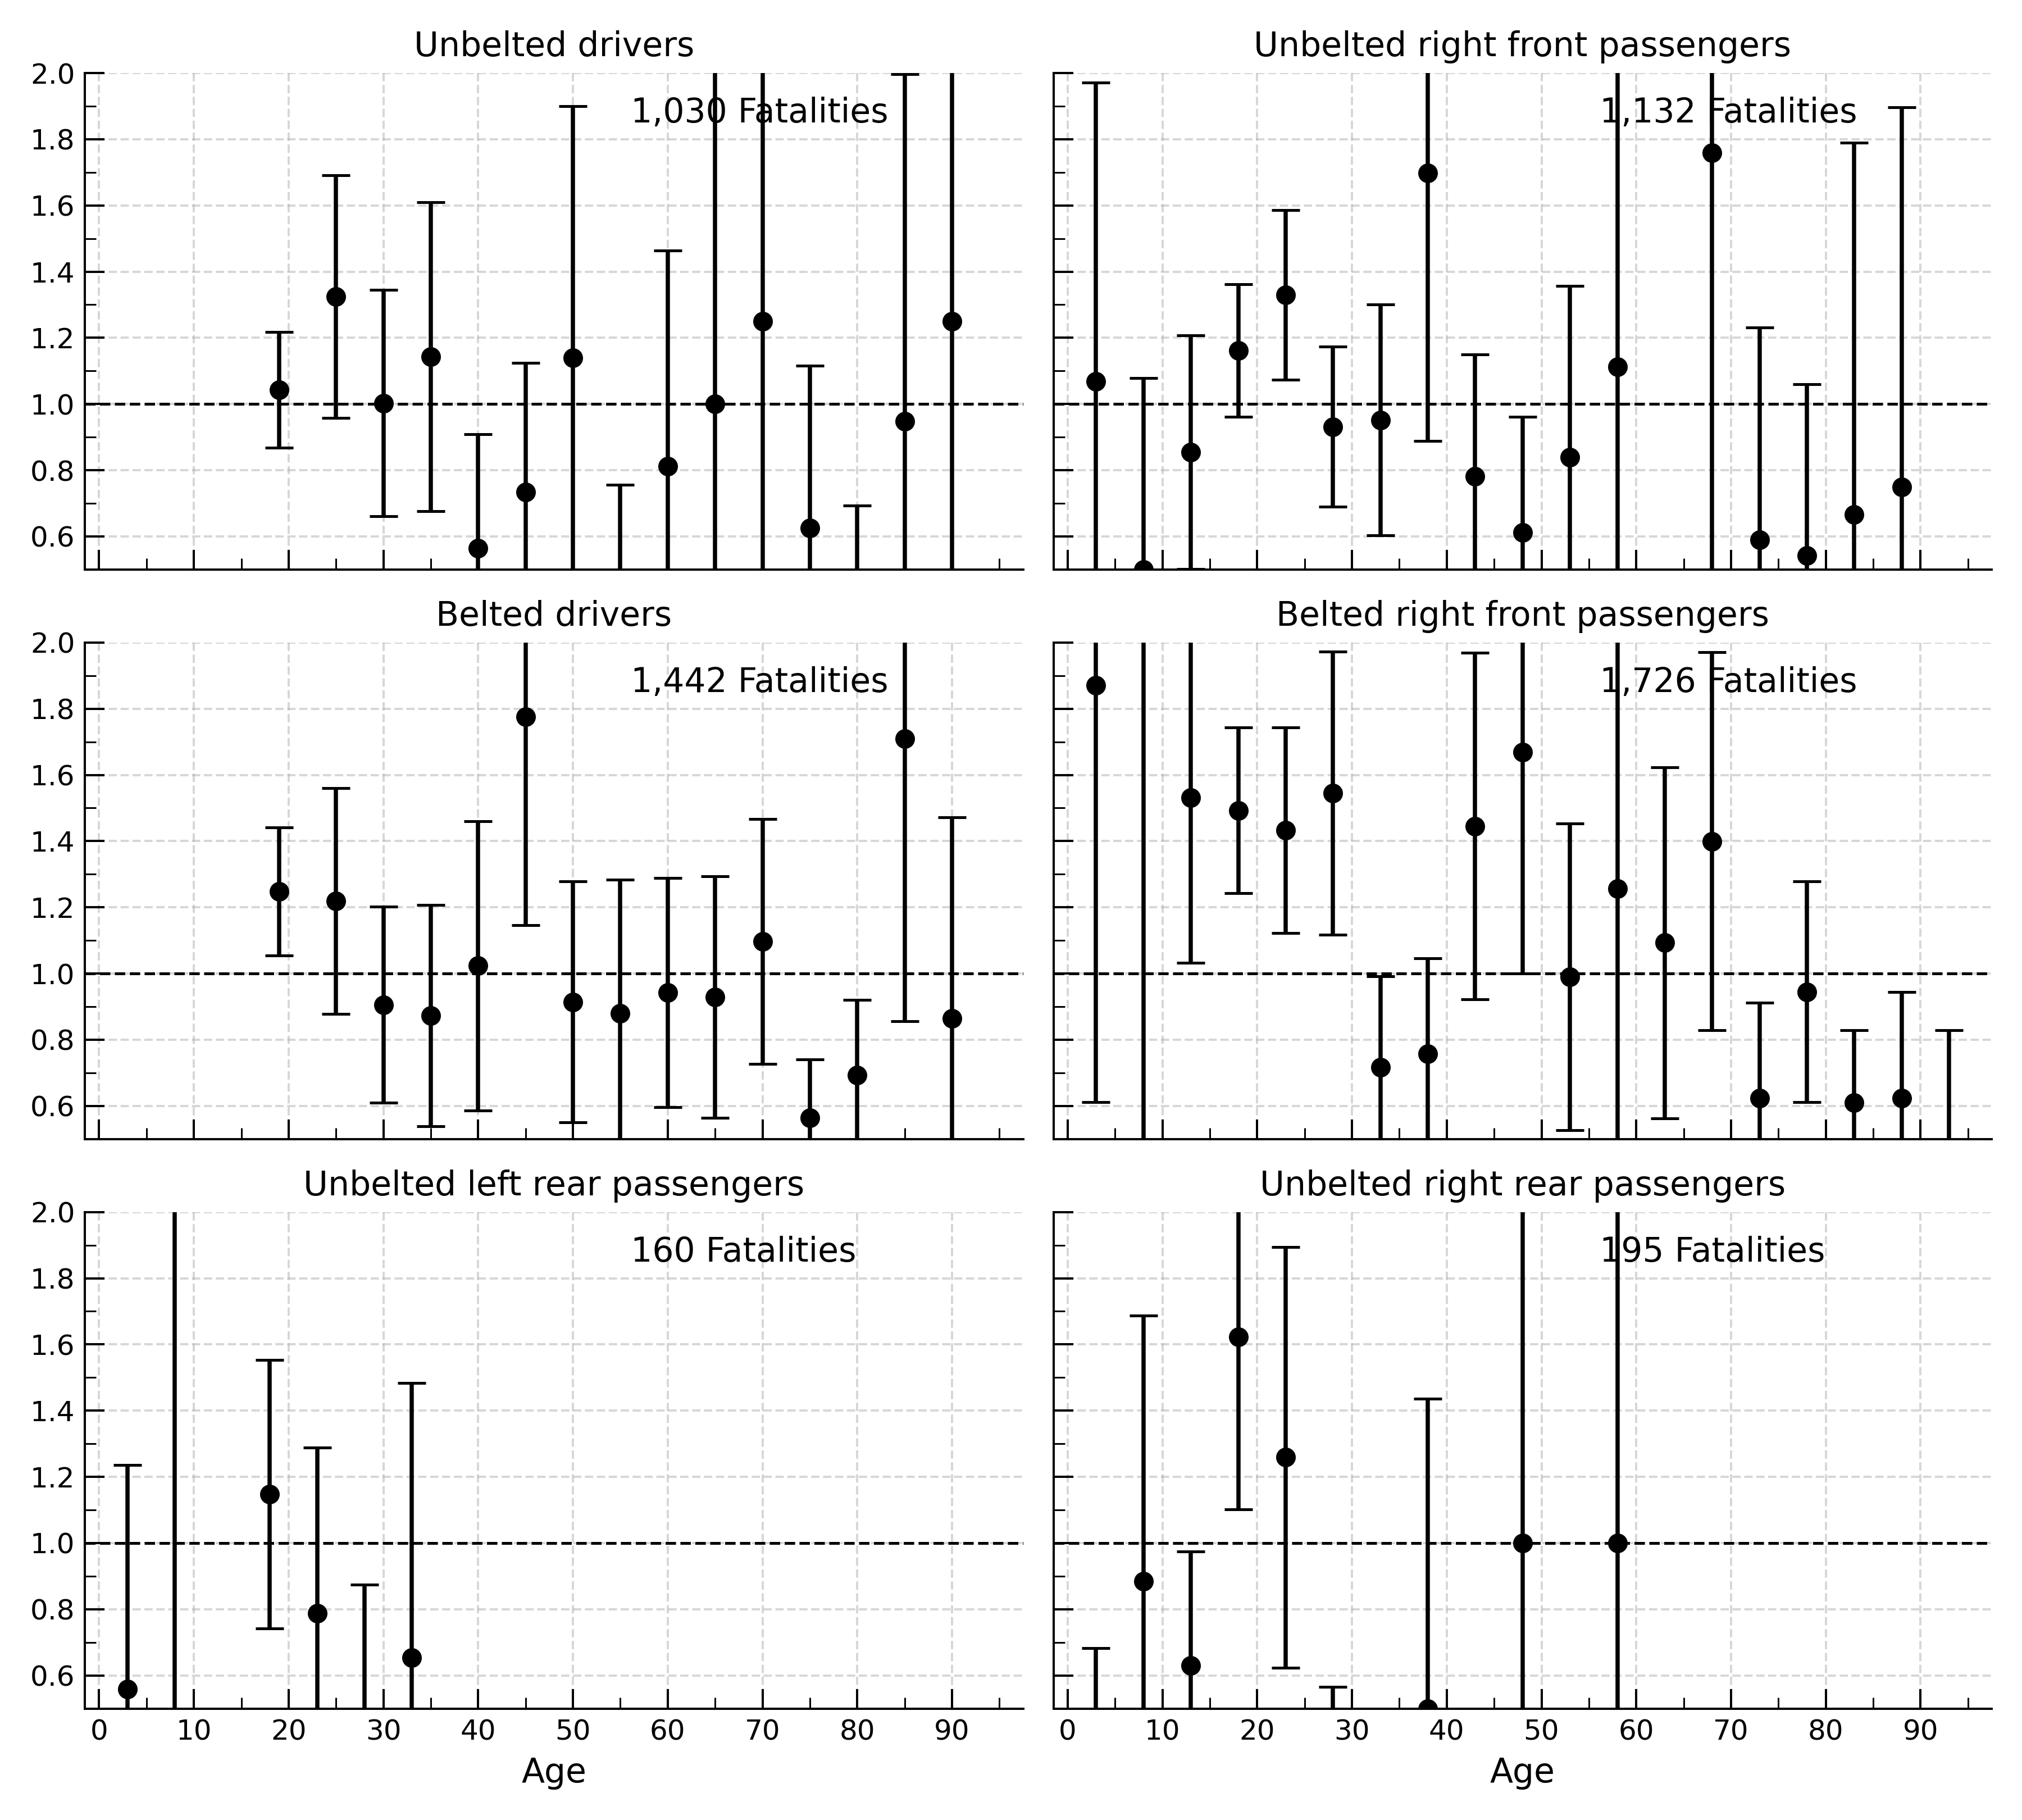 Unbelted drivers
Unbelted right front passengers
2.0
1.8
1.6
1.4
1.2
1.0
0.8
0.6
1,030 Fatalities
1,132 Fatalities
Belted drivers
Belted right front passengers
2.0
1.8
1.6
1.4
1.2
1.0
0.8
0.6
1,442 Fatalities
1,726 Fatalities
Unbelted left rear passengers
Unbelted right rear passengers
2.0
1.8
1.6
1.4
1.2
1.0
0.8
0.6
160 Fatalities
195 Fatalities
0 10 20 30 40 50 60 70 80 90
0 10 20 30 40 50 60 70 80 90
Age
Age